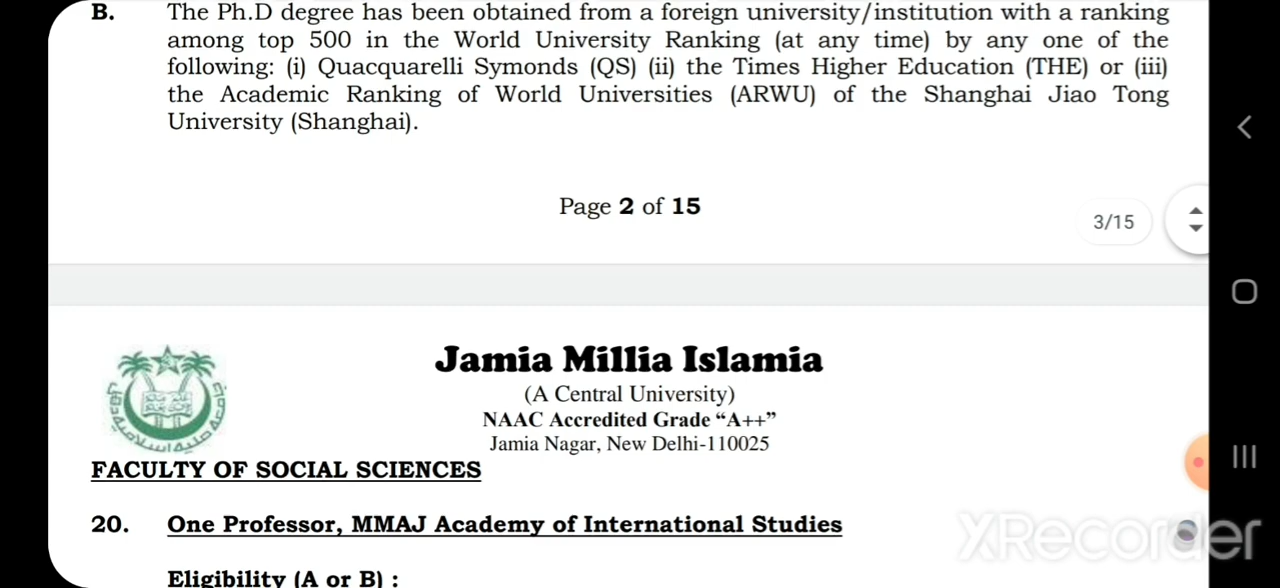 B. The Ph.D degree has been obtained from a foreign university/institution with a ranking
among top 500 in the World University Ranking (at any time) by any one of the
following: (i) Quacquarelli Symonds (QS) (ii) the Times Higher Education (THE) or (iii)
the Academic Ranking of World Universities (ARWU) of the Shanghai Jiao Tong
University (Shanghai).
Page 2 of 15
3/15
Jamia Millia Islamia
(A Central University)
NAAC Accredited Grade “A++”
Jamia Nagar, New Delhi-110025
FACULTY OF SOCIAL SCIENCES
20. One Professor, MMAJ Academy of International Studies
XRecorder
Eligibility (A or B) :